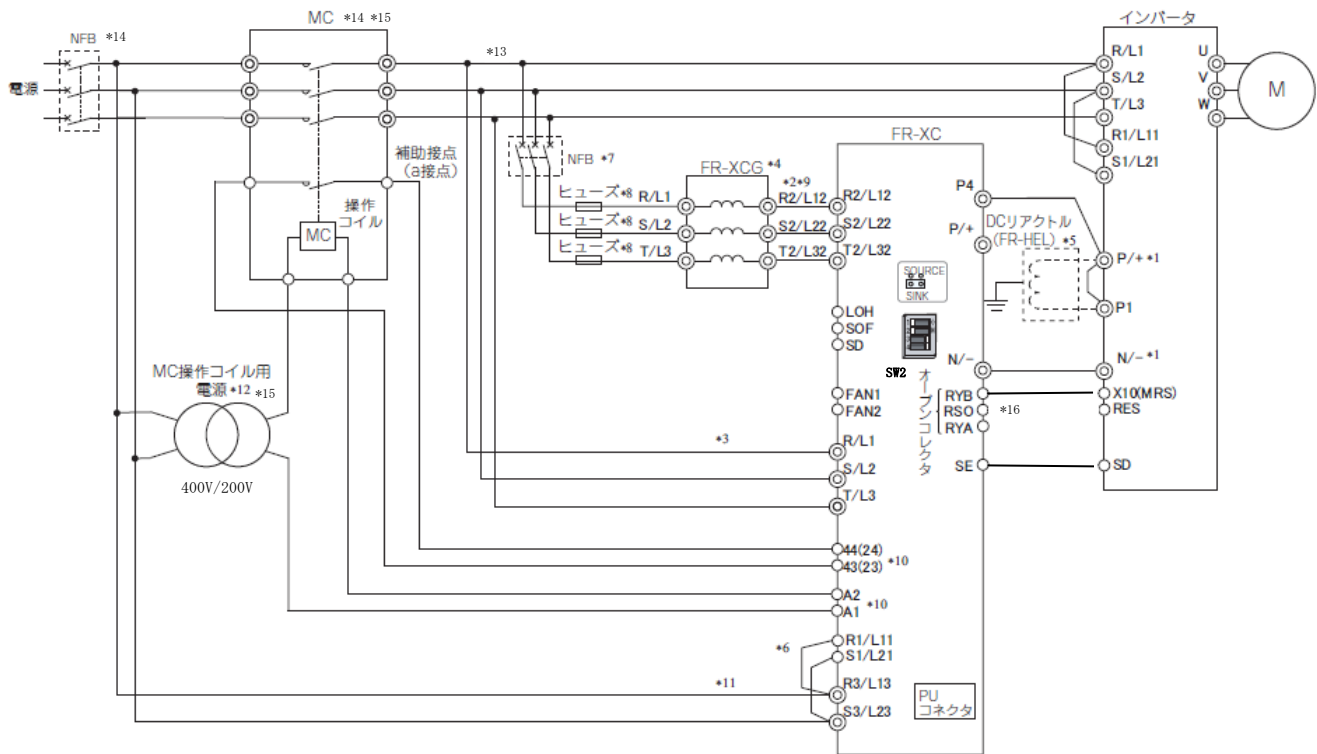 MC *14 *15
インバータ
NFB *14
*13
R/L1
U
S/L2
V
M
電源
T/L3
W
FR-XC
R1/L11
補助接点
(a接点)
NFB *7
S1/L21
FR-XCG *4
ヒューズ*8
R/L1
*2*9
R2/L12
R2/L12
P4
操作
コイル
MC
ヒューズ*8
S/L2
S2/L22
S2/L22
P/+
DCリアクトル
(FR-HEL) *5
ヒューズ*8
T/L3
T2/L32
T2/L32
P/+ *1
SOURCE
SINK
P1
LOH
SOF
SD
SW2
N/-
N/- *1
MC操作コイル用
電源*12 *15
オープンコレクタ
FAN1
RYB
X10(MRS)
FAN2
RSO
*16
RES
RYA
*3
R/L1
SE
SD
S/L2
400V/200V
T/L3
44(24)
43(23) *10
A2
A1 *10
R1/L11
*6
S1/L21
*11
R3/L13
PU
コネクタ
S3/L23